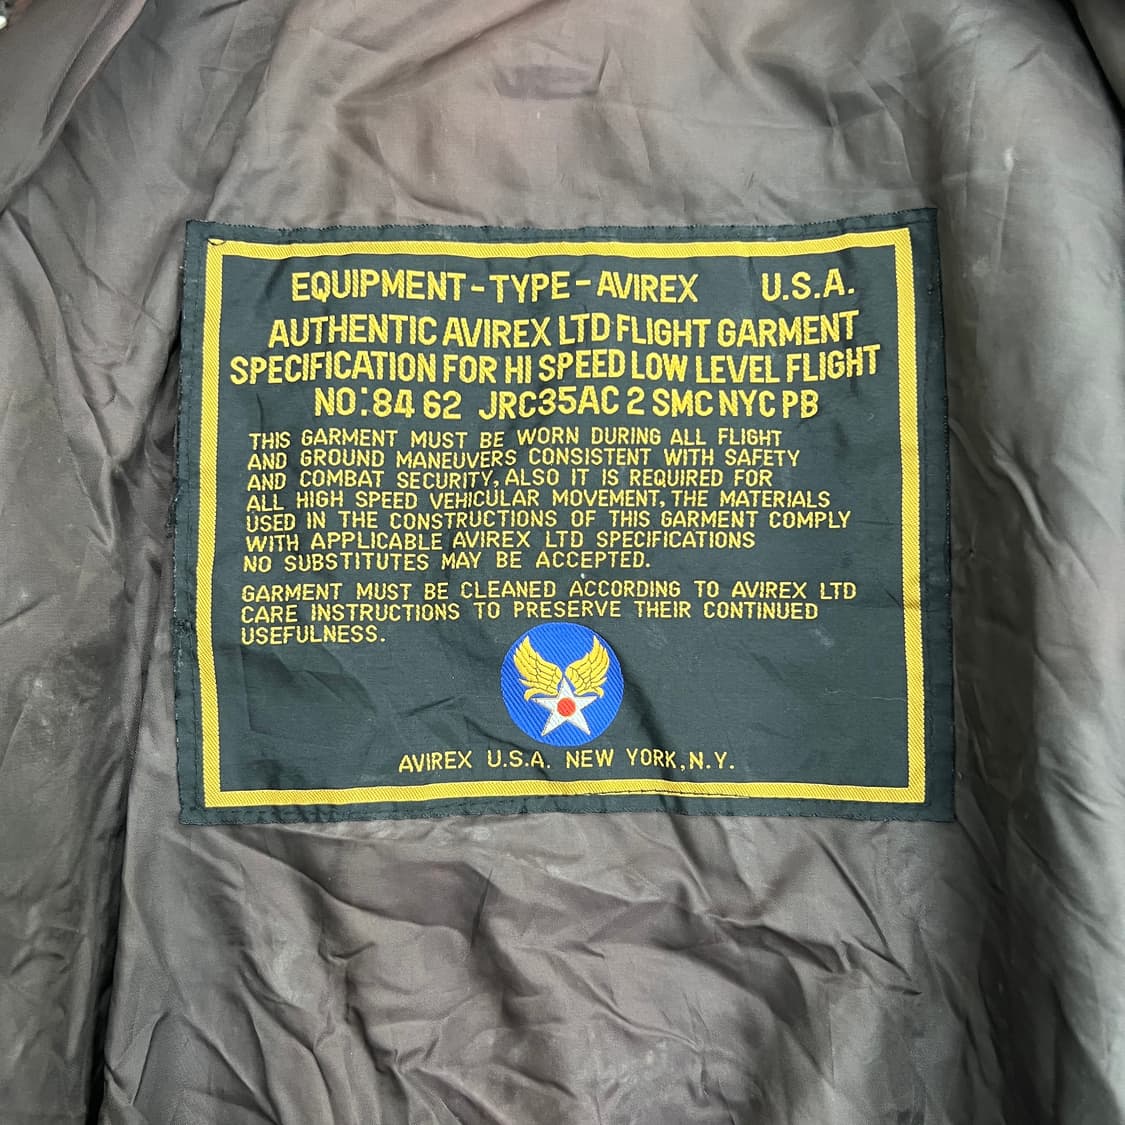 EQUIPMENT-TYPE-AVIREX U.S.A.
AUTHENTIC AVIREX LTD FLIGHT GARMENT
SPECIFICATION FOR HI SPEED LOW LEVEL FLIGHT
NO:84 62 JRC35AC 2 SMC NYC PB
THIS GARMENT MUST BE WORN DURING ALL FLIGHT
AND GROUND MANEUVERS CONSISTENT WITH SAFETY
AND COMBAT SECURITY, ALSO IT IS REQUIRED FOR
ALL HIGH SPEED VEHICULAR MOVEMENT, THE MATERIALS
USED IN THE CONSTRUCTIONS OF THIS GARMENT COMPLY
WITH APPLICABLE AVIREX LTD SPECIFICATIONS
NO SUBSTITUTES MAY BE ACCEPTED.
GARMENT MUST BE CLEANED ACCORDING TO AVIREX LTD
CARE INSTRUCTIONS TO PRESERVE THEIR CONTINUED
USEFULNESS.
AVIREX U.S.A. NEW YORK, N.Y.